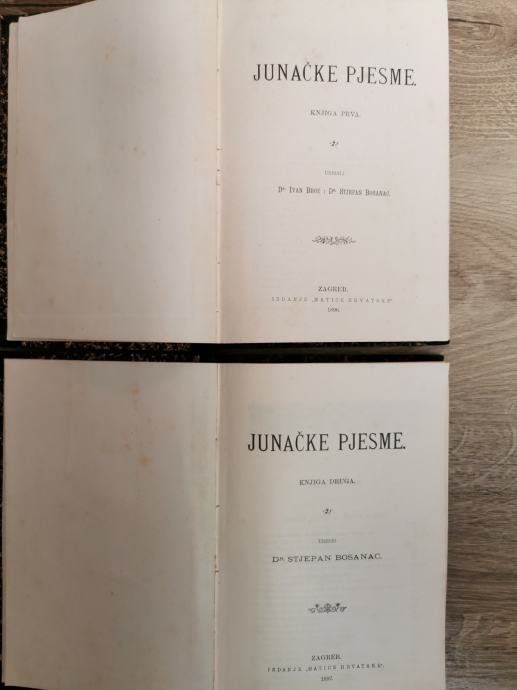 JUNAČKE PJESME.
KNJIGA PRVA.
UREDILI
Dr. IVAN BROZ I Dr. STJEPAN BOSANAC.
ZAGREB.
IZDANJE „MATICE HRVATSKE“.
1896.
JUNAČKE PJESME.
KNJIGA DRUGA.
UREDIO
Dr. STJEPAN BOSANAC.
ZAGREB.
IZDANJE „MATICE HRVATSKE“.
1897.